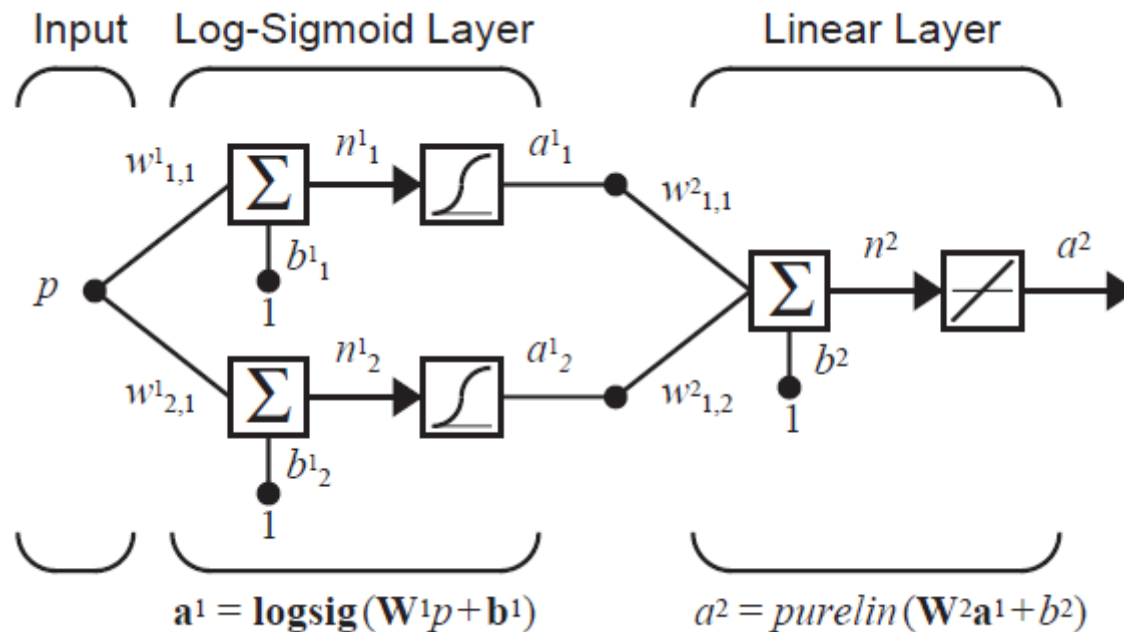 Input Log-Sigmoid Layer Linear Layer
w¹₁,₁ n¹₁ a¹₁ w²₁,₁
b¹₁
1
p Σ n² a²
w¹₂,₁ n¹₂ a¹₂ b² w²₁,₂
1
b¹₂
1
Σ
Σ
a¹ = logsig(W¹p+b¹) a² = purelin(W²a¹+b²)